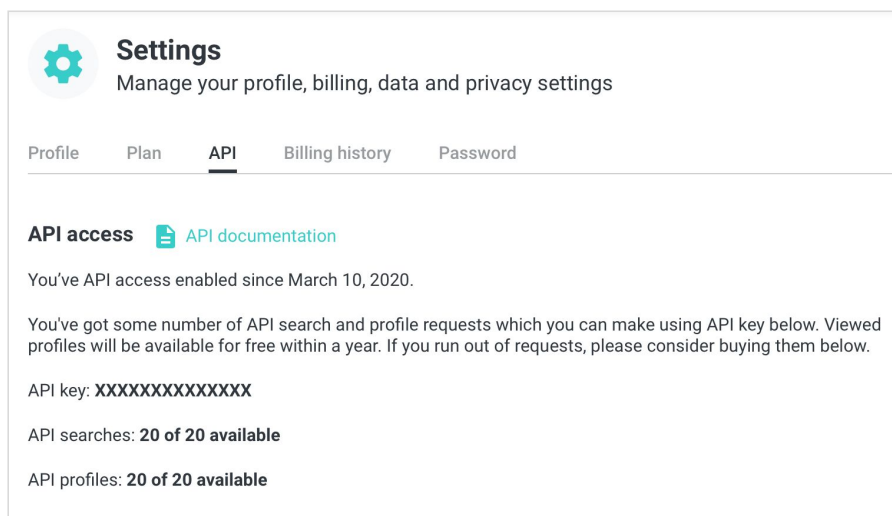 Settings
Manage your profile, billing, data and privacy settings
Profile Plan API Billing history Password
API access API documentation
You’ve API access enabled since March 10, 2020.
You've got some number of API search and profile requests which you can make using API key below. Viewed
profiles will be available for free within a year. If you run out of requests, please consider buying them below.
API key: XXXXXXXXXXXXXX
API searches: 20 of 20 available
API profiles: 20 of 20 available